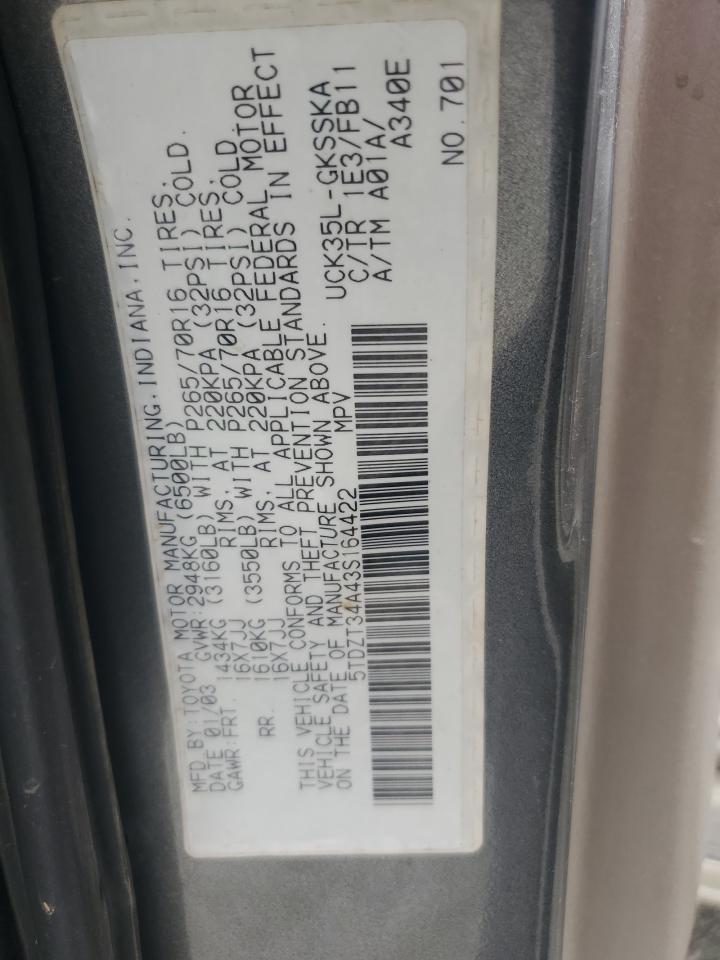 MFD BY:TOYOTA MOTOR MANUFACTURING.INDIANA.INC.
DATE 01/03 GVWR:2948KG(6500LB)
GAWR:FRT. 1434KG (3160LB) WITH P265/70R16 TIRES.
16X7JJ RIMS. AT 220KPA (32PSI) COLD.
RR. 1610KG (3550LB) WITH P265/70R16 TIRES.
16X7JJ RIMS. AT 220KPA (32PSI) COLD.
THIS VEHICLE CONFORMS TO ALL APPLICABLE FEDERAL MOTOR
VEHICLE SAFETY AND THEFT PREVENTION STANDARDS IN EFFECT
ON THE DATE OF MANUFACTURE SHOWN ABOVE.
5TDZT34A43S164422 MPV
UCK35L-GKSSKA
C/TR 1E3/FB11
A/TM A01A/
A340E
NO.701